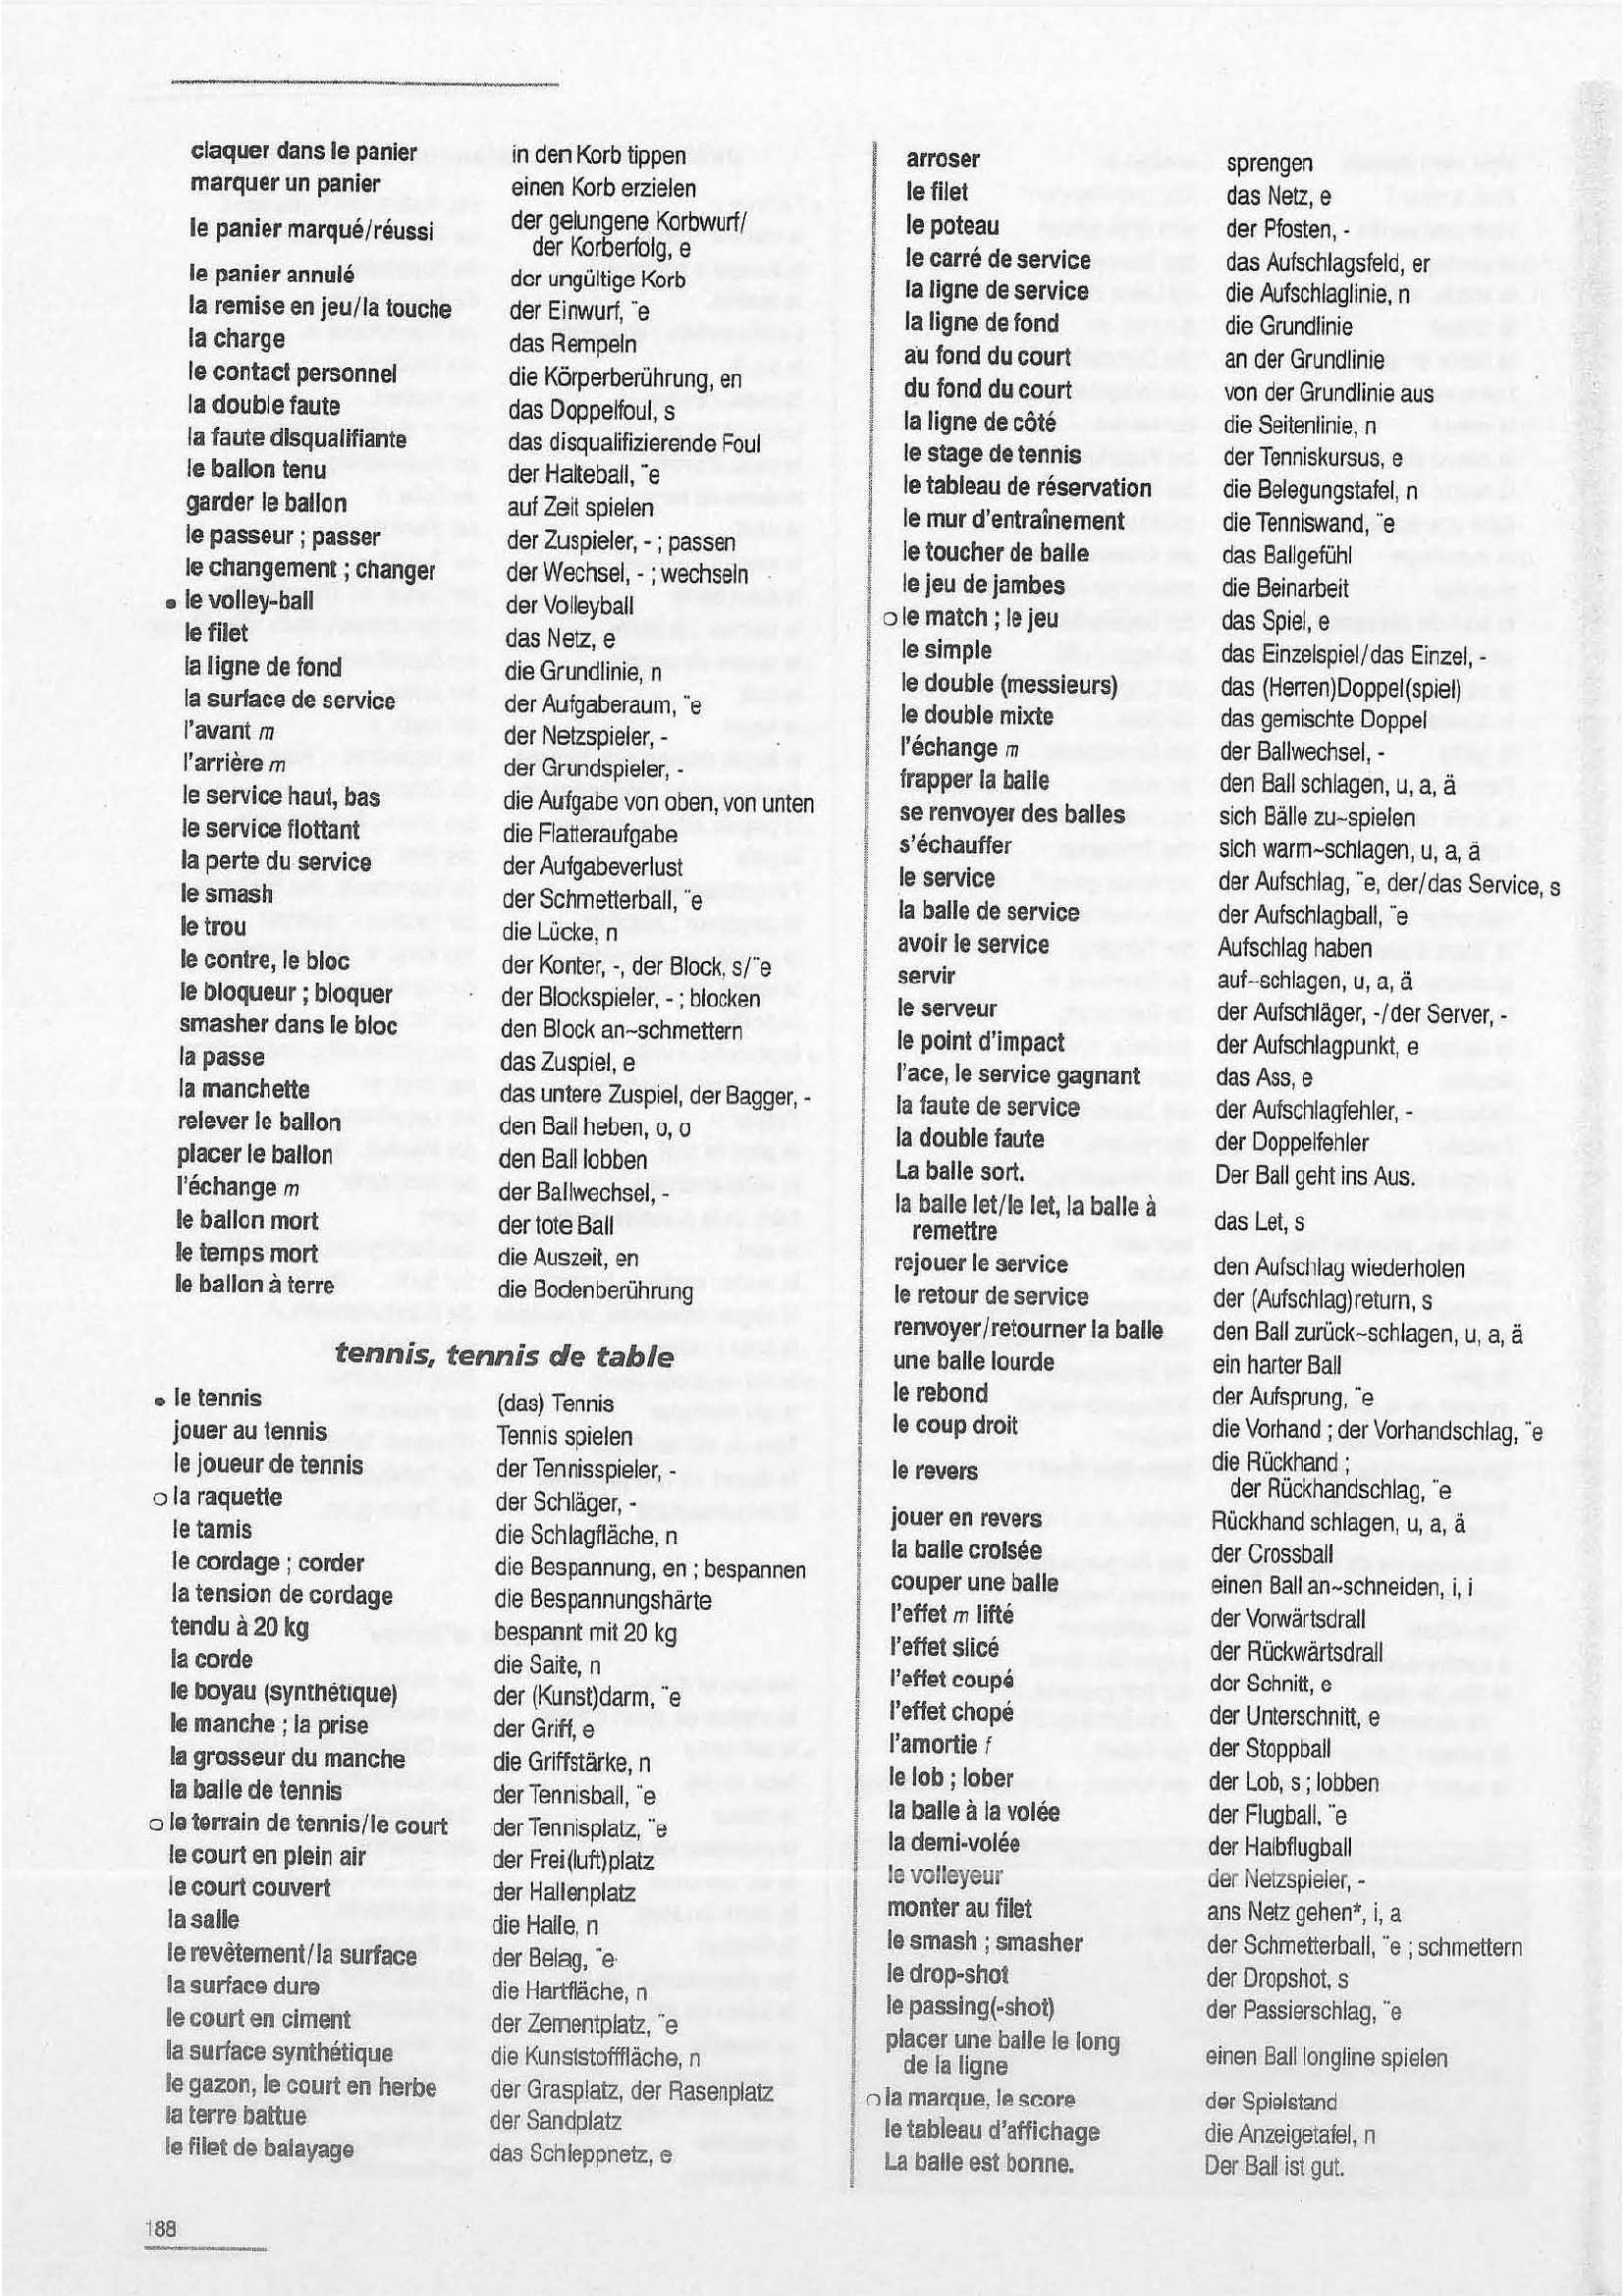 claquer dans le panier in den Korb tippen
marquer un panier einen Korb erzielen
le panier marqué/réussi der gelungene Korbwurf/
der Korberfolg, e
le panier annulé der ungültige Korb
la remise en jeu/la touche der Einwurf, ¨e
la charge das Rempeln
le contact personnel die Körperberührung, en
la double faute das Doppelfoul, s
la faute disqualifiante das disqualifizierende Foul
le ballon tenu der Halteball, ¨e
garder le ballon auf Zeit spielen
le passeur ; passer der Zuspieler, - ; passen
le changement ; changer der Wechsel, - ; wechseln
• le volley-ball der Volleyball
le filet das Netz, e
la ligne de fond die Grundlinie, n
la surface de service der Aufgaberaum, ¨e
l'avant m der Netzspieler, -
l'arrière m der Grundspieler, -
le service haut, bas die Aufgabe von oben, von unten
le service flottant die Flatteraufgabe
la perte du service der Aufgabeverlust
le smash der Schmetterball, ¨e
le trou die Lücke, n
le contre, le bloc der Konter, -, der Block, s/¨e
le bloqueur ; bloquer der Blockspieler, - ; blocken
smasher dans le bloc den Block an~schmettern
la passe das Zuspiel, e
la manchette das untere Zuspiel, der Bagger, -
relever le ballon den Ball heben, o, o
placer le ballon den Ball lobben
l'échange m der Ballwechsel, -
le ballon mort der tote Ball
le temps mort die Auszeit, en
le ballon à terre die Bodenberührung
tennis, tennis de table
• le tennis (das) Tennis
jouer au tennis Tennis spielen
le joueur de tennis der Tennisspieler, -
○ la raquette der Schläger, -
le tamis die Schlagfläche, n
le cordage ; corder die Bespannung, en ; bespannen
la tension de cordage die Bespannungshärte
tendu à 20 kg bespannt mit 20 kg
la corde die Saite, n
le boyau (synthétique) der (Kunst)darm, ¨e
le manche ; la prise der Griff, e
la grosseur du manche die Griffstärke, n
la balle de tennis der Tennisball, ¨e
○ le terrain de tennis/le court der Tennisplatz, ¨e
le court en plein air der Frei(luft)platz
le court couvert der Hallenplatz
la salle die Halle, n
le revêtement/la surface der Belag, ¨e
la surface dure die Hartfläche, n
le court en ciment der Zementplatz, ¨e
la surface synthétique die Kunststofffläche, n
le gazon, le court en herbe der Grasplatz, der Rasenplatz
la terre battue der Sandplatz
le filet de balayage das Schleppnetz, e
arroser sprengen
le filet das Netz, e
le poteau der Pfosten, -
le carré de service das Aufschlagsfeld, er
la ligne de service die Aufschlaglinie, n
la ligne de fond die Grundlinie
au fond du court an der Grundlinie
du fond du court von der Grundlinie aus
la ligne de côté die Seitenlinie, n
le stage de tennis der Tenniskursus, e
le tableau de réservation die Belegungstafel, n
le mur d'entraînement die Tenniswand, ¨e
le toucher de balle das Ballgefühl
le jeu de jambes die Beinarbeit
○ le match ; le jeu das Spiel, e
le simple das Einzelspiel/das Einzel, -
le double (messieurs) das (Herren)Doppel(spiel)
le double mixte das gemischte Doppel
l'échange m der Ballwechsel, -
frapper la balle den Ball schlagen, u, a, ä
se renvoyer des balles sich Bälle zu~spielen
s'échauffer sich warm~schlagen, u, a, ä
le service der Aufschlag, ¨e, der/das Service, s
la balle de service der Aufschlagball, ¨e
avoir le service Aufschlag haben
servir auf~schlagen, u, a, ä
le serveur der Aufschläger, -/der Server, -
le point d'impact der Aufschlagpunkt, e
l'ace, le service gagnant das Ass, e
la faute de service der Aufschlagfehler, -
la double faute der Doppelfehler
La balle sort. Der Ball geht ins Aus.
la balle let/le let, la balle à
remettre das Let, s
rejouer le service den Aufschlag wiederholen
le retour de service der (Aufschlag)return, s
renvoyer/retourner la balle den Ball zurück~schlagen, u, a, ä
une balle lourde ein harter Ball
le rebond der Aufsprung, ¨e
le coup droit die Vorhand ; der Vorhandschlag, ¨e
le revers die Rückhand ;
der Rückhandschlag, ¨e
jouer en revers Rückhand schlagen, u, a, ä
la balle croisée der Crossball
couper une balle einen Ball an~schneiden, i, i
l'effet m lifté der Vorwärtsdrall
l'effet slicé der Rückwärtsdrall
l'effet coupé der Schnitt, e
l'effet chopé der Unterschnitt, e
l'amortie f der Stoppball
le lob ; lober der Lob, s ; lobben
la balle à la volée der Flugball, ¨e
la demi-volée der Halbflugball
le volleyeur der Netzspieler, -
monter au filet ans Netz gehen*, i, a
le smash ; smasher der Schmetterball, ¨e ; schmettern
le drop-shot der Dropshot, s
le passing(-shot) der Passierschlag, ¨e
placer une balle le long
de la ligne einen Ball longline spielen
○ la marque, le score der Spielstand
le tableau d'affichage die Anzeigetafel, n
La balle est bonne. Der Ball ist gut.
188